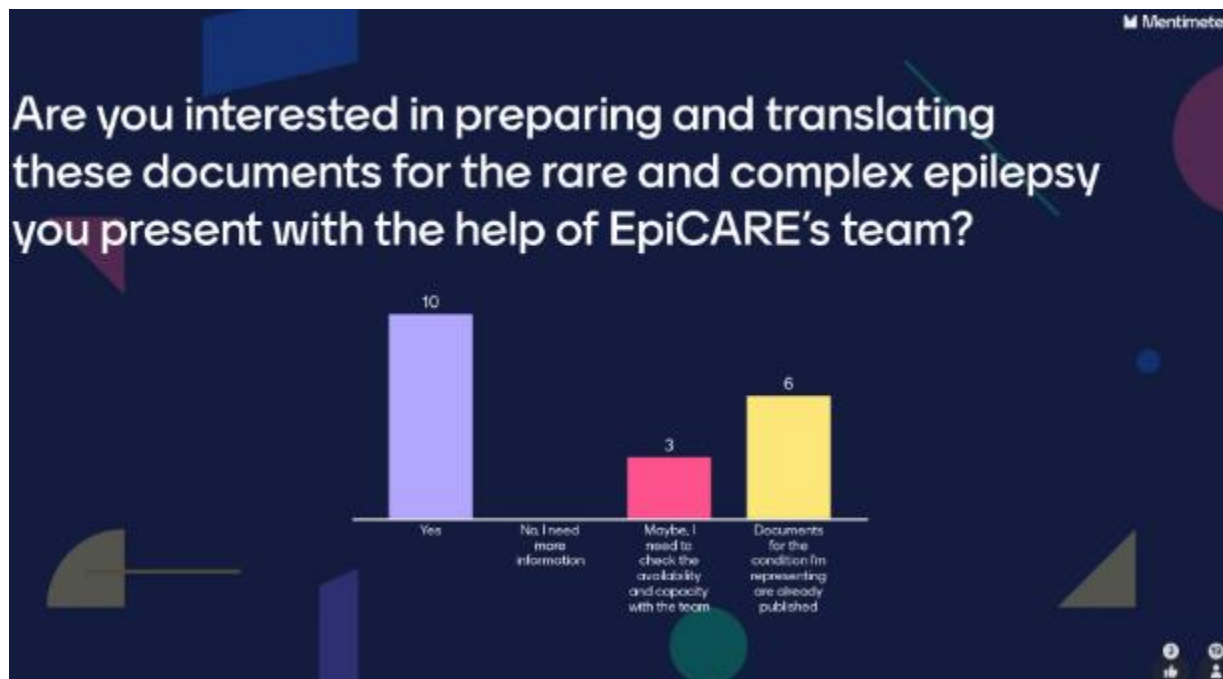 Mentimete
Are you interested in preparing and translating
these documents for the rare and complex epilepsy
you present with the help of EpiCARE's team?
10
6
3
Yes
No, I need
more
information
Maybe, I
need to
check the
availability
and capacity
with the team
Documents
for the
condition I'm
representing
are already
published